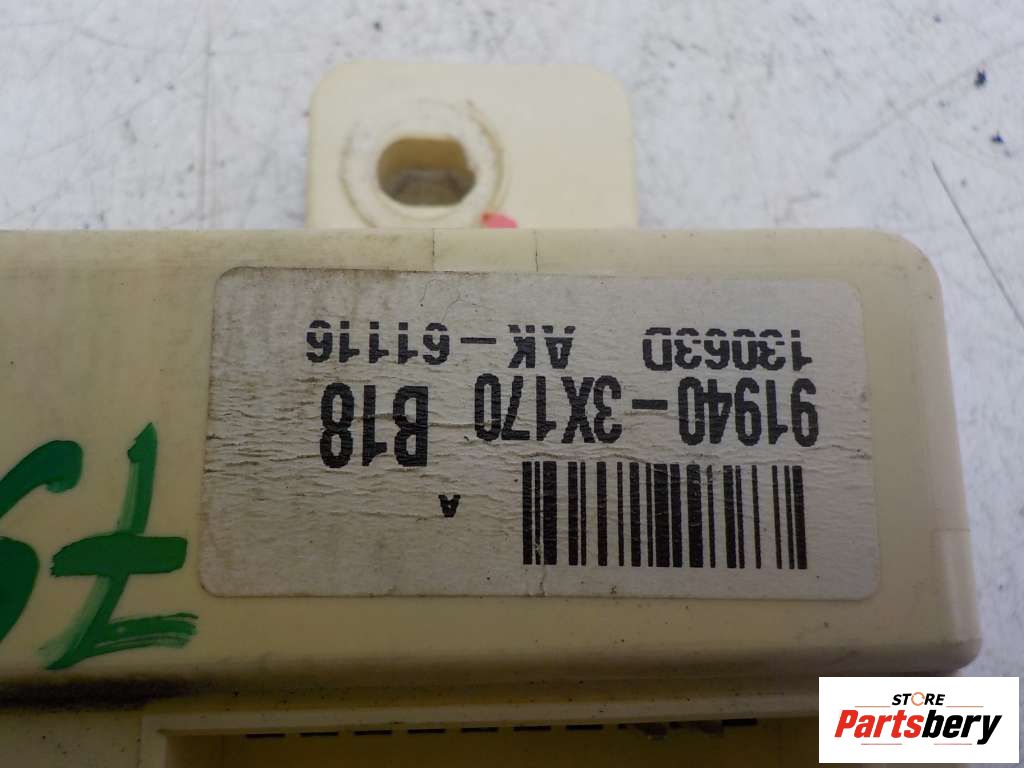 A
91940-3X170 B18
13063D AK-61116
STORE
Partsbery